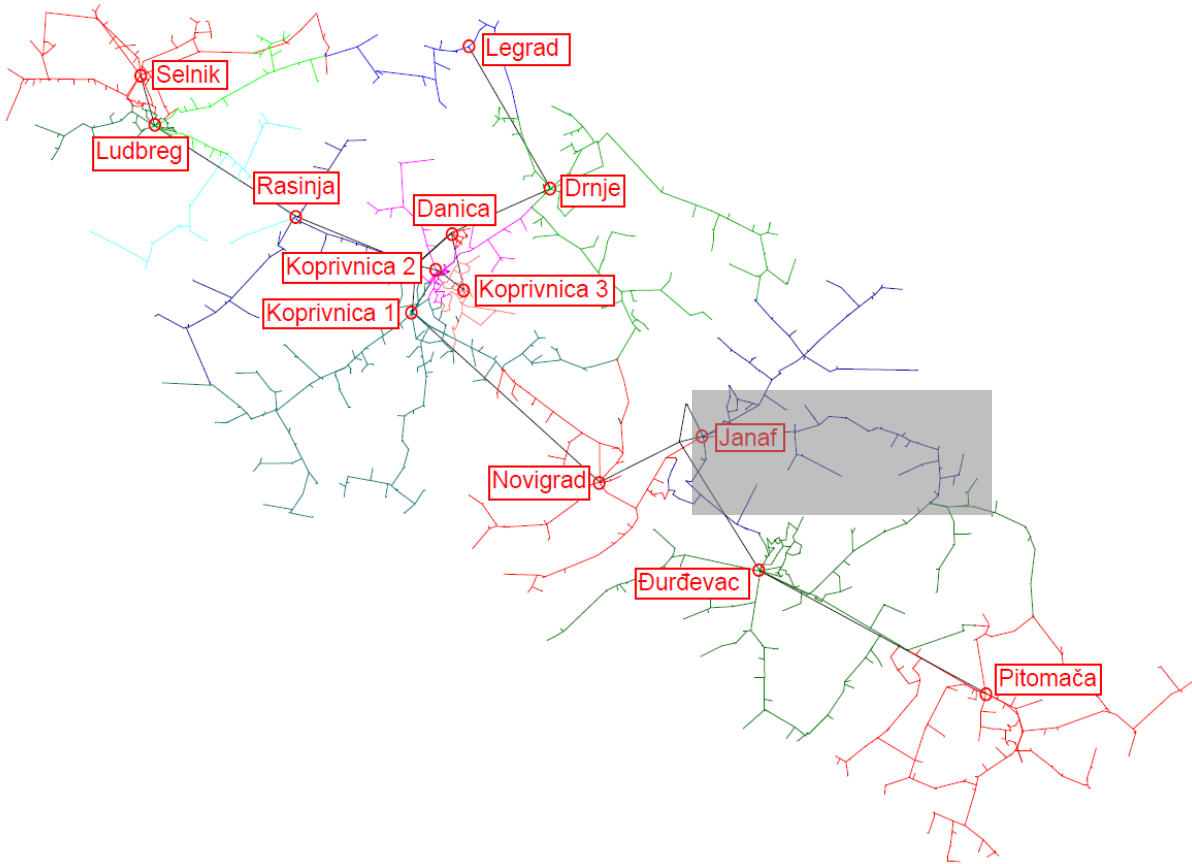 Legrad
Selnik
Ludbreg
Rasinja
Drnje
Danica
Koprivnica 2
Koprivnica 3
Koprivnica 1
Janaf
Novigrad
Đurđevac
Pitomača